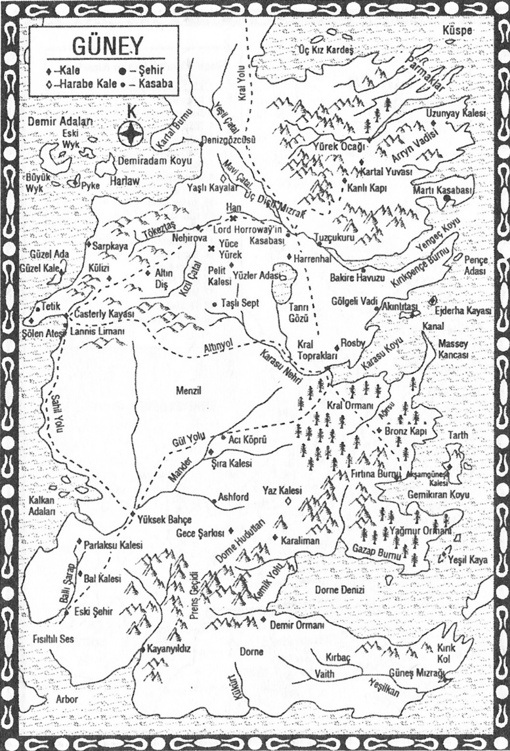 GÜNEY
Kale
Şehir
Harabe Kale
Kasaba
K
Küspe
Üç Kız Kardeş
Parmaklar
Kral Yolu
Kartal Burnu
Yeşil Çatal
Denizgözcüsü
Demir Adaları
Eski
Wyk
Demiradam Koyu
Büyük
Wyk
Pyke
Harlaw
Uzunyay Kalesi
Yürek Ocağı
Arryn Vadisi
Kartal Yuvası
Kanlı Kapı
Martı Kasabası
Mavi Çatal
Yaşlı Kayalar
Üç Dişli Mızrak
Han
Tökeztaş
Nehirova
Lord Horroway'in
Kasabası
Tuzçukuru
Yengeç Koyu
Kırıkpençe Burnu
Pençe
Adası
Sarpkaya
Güzel Ada
Güzel Kale
Külizi
Altın
Diş
Kızıl Çatal
Yüce
Yürek
Pelit
Kalesi
Yüzler Adası
Harrenhal
Bakire Havuzu
Gölgeli Vadi
Akıntıtaşı
Ejderha Kayası
Tetik
Casterly Kayası
Şölen Ateşi
Lannis Limanı
Taşlı Sept
Tanrı
Gözü
Kanal
Massey
Kancası
Altınyol
Kral
Toprakları
Rosby
Karasu Koyu
Karasu Nehri
Menzil
Sahil Yolu
Kral Ormanı
Bronz Kapı
Gül Yolu
Acı Köprü
Mander
Şıra Kalesi
Tarth
Akşamgüneşi
Kalesi
Fırtına Burnu
Gemikıran Koyu
Kalkan
Adaları
Yüksek Bahçe
Ashford
Yaz Kalesi
Gece Şarkısı
Dorne Hudutları
Karaliman
Yağmur Ormanı
Gazap Burnu
Yeşil Kaya
Parlaksu Kalesi
Bal Kalesi
Ballı Şarap
Eski Şehir
Prens Geçidi
Kemik Yolu
Dorne Denizi
Fısıltılı Ses
Demir Ormanı
Kayanyıldız
Dorne
Kırbaç
Vaith
Kırık
Kol
Güneş Mızrağı
Yeşilkan
Kükürt
Arbor